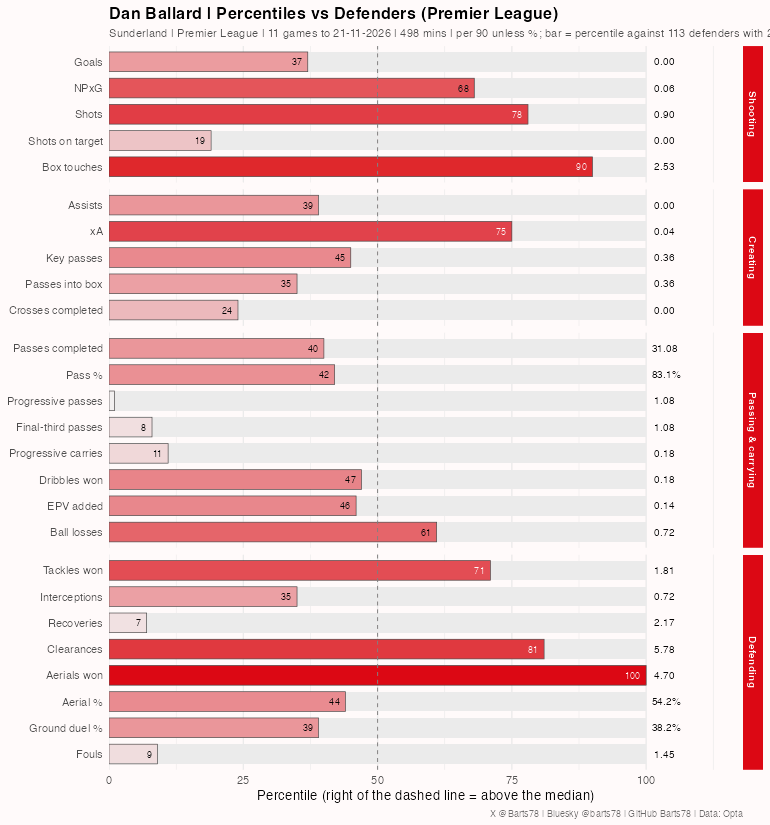 Dan Ballard | Percentiles vs Defenders (Premier League)
Sunderland | Premier League | 11 games to 21-11-2026 | 498 mins | per 90 unless %; bar = percentile against 113 defenders with 2
Goals 37 0.00
NPxG 68 0.06
Shots 78 0.90
Shots on target 19 0.00
Box touches 90 2.53
Shooting
Assists 39 0.00
xA 75 0.04
Key passes 45 0.36
Passes into box 35 0.36
Crosses completed 24 0.00
Creating
Passes completed 40 31.08
Pass % 42 83.1%
Progressive passes 1.08
Final-third passes 8 1.08
Progressive carries 11 0.18
Dribbles won 47 0.18
EPV added 46 0.14
Ball losses 61 0.72
Passing & carrying
Tackles won 71 1.81
Interceptions 35 0.72
Recoveries 7 2.17
Clearances 81 5.78
Aerials won 100 4.70
Aerial % 44 54.2%
Ground duel % 39 38.2%
Fouls 9 1.45
Defending
0 25 50 75 100
Percentile (right of the dashed line = above the median)
X @Barts78 | Bluesky @barts78 | GitHub Barts78 | Data: Opta